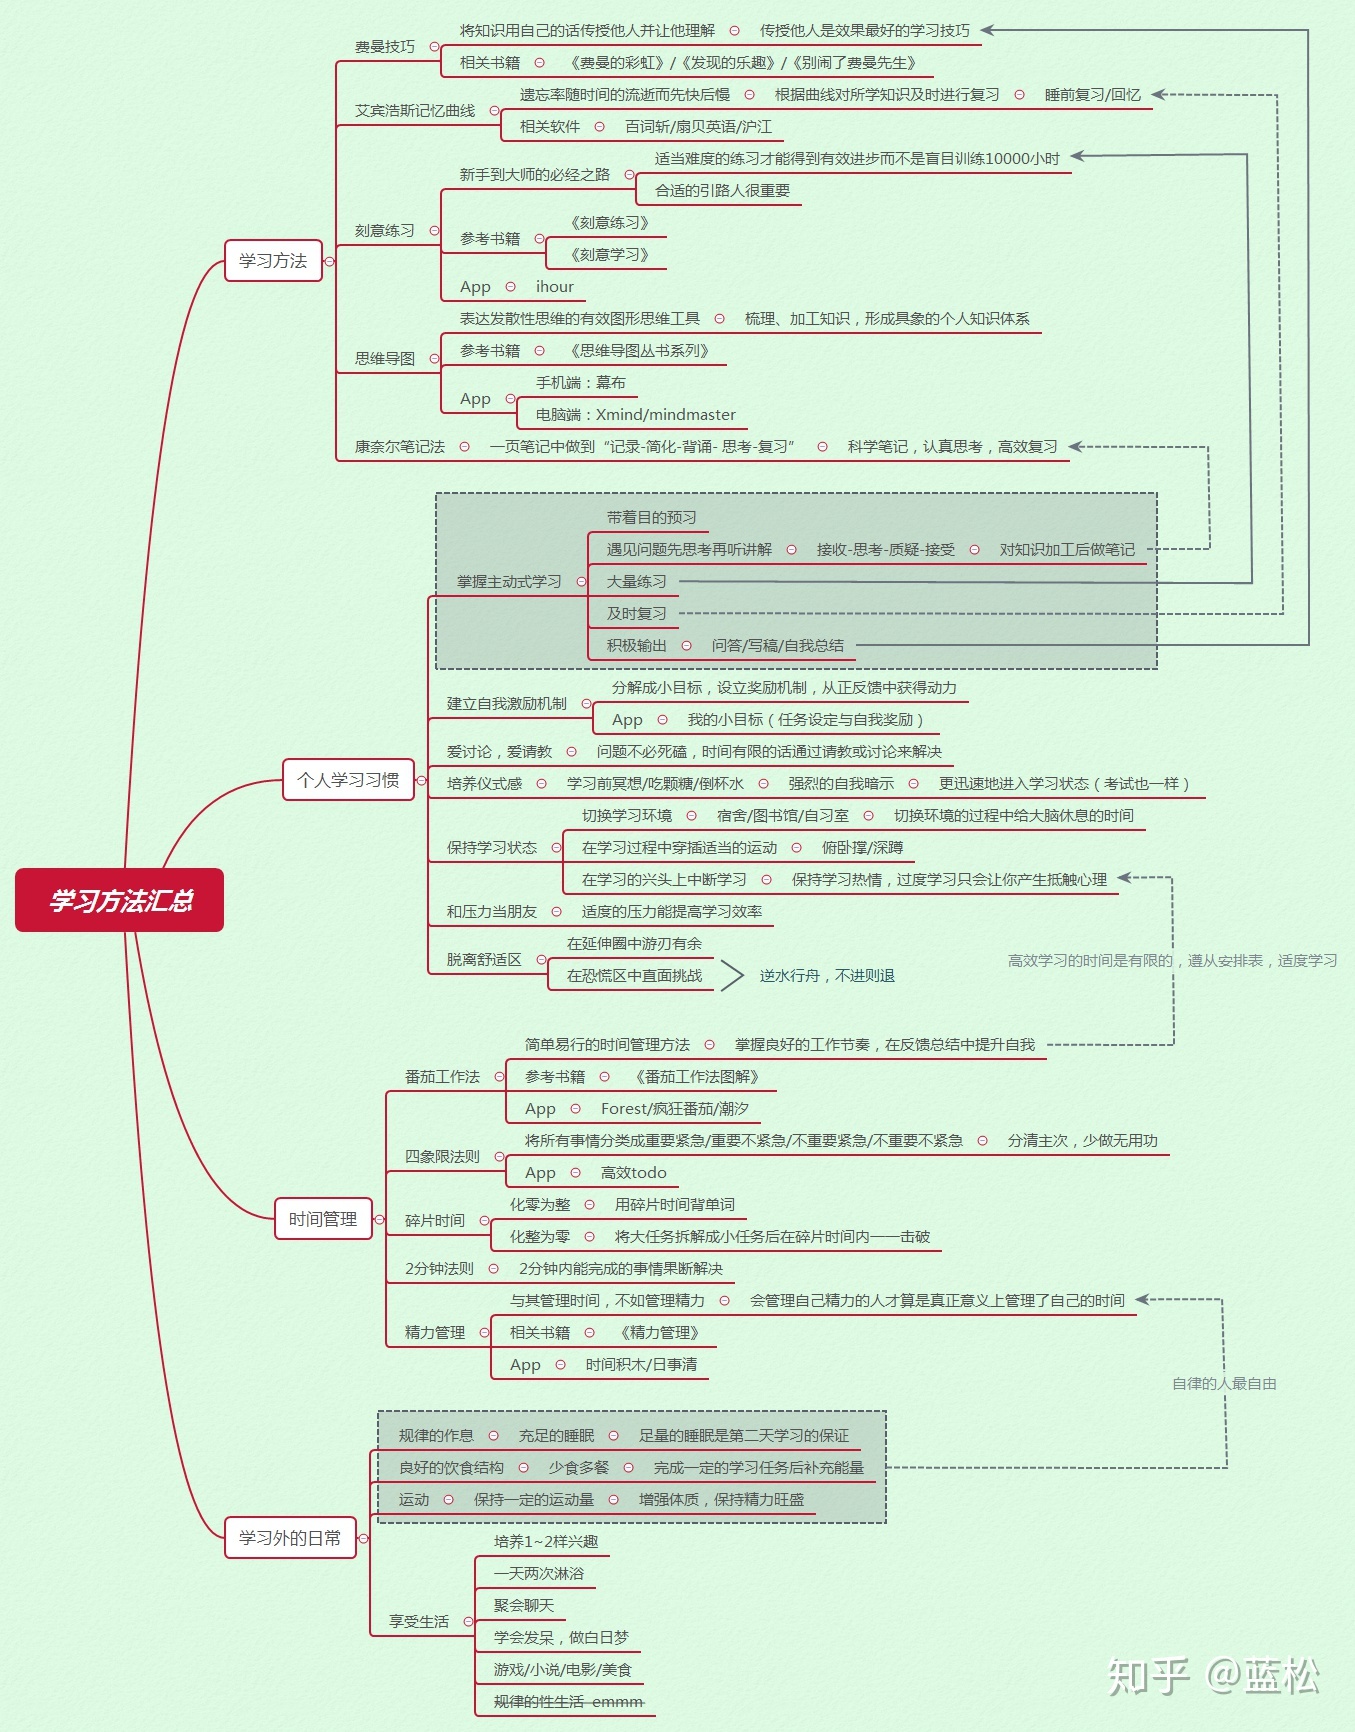 学习方法汇总
学习方法
费曼技巧
将知识用自己的话传授他人并让他理解
传授他人是效果最好的学习技巧
相关书籍
《费曼的彩虹》/《发现的乐趣》/《别闹了费曼先生》
艾宾浩斯记忆曲线
遗忘率随时间的流逝而先快后慢
根据曲线对所学知识及时进行复习
睡前复习/回忆
相关软件
百词斩/扇贝英语/沪江
刻意练习
新手到大师的必经之路
适当难度的练习才能得到有效进步而不是盲目训练10000小时
合适的引路人很重要
参考书籍
《刻意练习》
《刻意学习》
App
ihour
思维导图
表达发散性思维的有效图形思维工具
梳理、加工知识，形成具象的个人知识体系
参考书籍
《思维导图丛书系列》
App
手机端：幕布
电脑端：Xmind/mindmaster
康奈尔笔记法
一页笔记中做到“记录-简化-背诵- 思考-复习”
科学笔记，认真思考，高效复习
个人学习习惯
掌握主动式学习
带着目的预习
遇见问题先思考再听讲解
接收-思考-质疑-接受
对知识加工后做笔记
大量练习
及时复习
积极输出
问答/写稿/自我总结
建立自我激励机制
分解成小目标，设立奖励机制，从正反馈中获得动力
App
我的小目标（任务设定与自我奖励）
爱讨论，爱请教
问题不必死磕，时间有限的话通过请教或讨论来解决
培养仪式感
学习前冥想/吃颗糖/倒杯水
强烈的自我暗示
更迅速地进入学习状态（考试也一样）
保持学习状态
切换学习环境
宿舍/图书馆/自习室
切换环境的过程中给大脑休息的时间
在学习过程中穿插适当的运动
俯卧撑/深蹲
在学习的兴头上中断学习
保持学习热情，过度学习只会让你产生抵触心理
和压力当朋友
适度的压力能提高学习效率
脱离舒适区
在延伸圈中游刃有余
在恐慌区中直面挑战
逆水行舟，不进则退
高效学习的时间是有限的，遵从安排表，适度学习
时间管理
番茄工作法
简单易行的时间管理方法
掌握良好的工作节奏，在反馈总结中提升自我
参考书籍
《番茄工作法图解》
App
Forest/疯狂番茄/潮汐
四象限法则
将所有事情分类成重要紧急/重要不紧急/不重要紧急/不重要不紧急
分清主次，少做无用功
App
高效todo
碎片时间
化零为整
用碎片时间背单词
化整为零
将大任务拆解成小任务后在碎片时间内一一击破
2分钟法则
2分钟内能完成的事情果断解决
精力管理
与其管理时间，不如管理精力
会管理自己精力的人才算是真正意义上管理了自己的时间
相关书籍
《精力管理》
App
时间积木/日事清
自律的人最自由
学习外的日常
规律的作息
充足的睡眠
足量的睡眠是第二天学习的保证
良好的饮食结构
少食多餐
完成一定的学习任务后补充能量
运动
保持一定的运动量
增强体质，保持精力旺盛
享受生活
培养1~2样兴趣
一天两次淋浴
聚会聊天
学会发呆，做白日梦
游戏/小说/电影/美食
规律的性生活 emmm
知乎 @蓝松